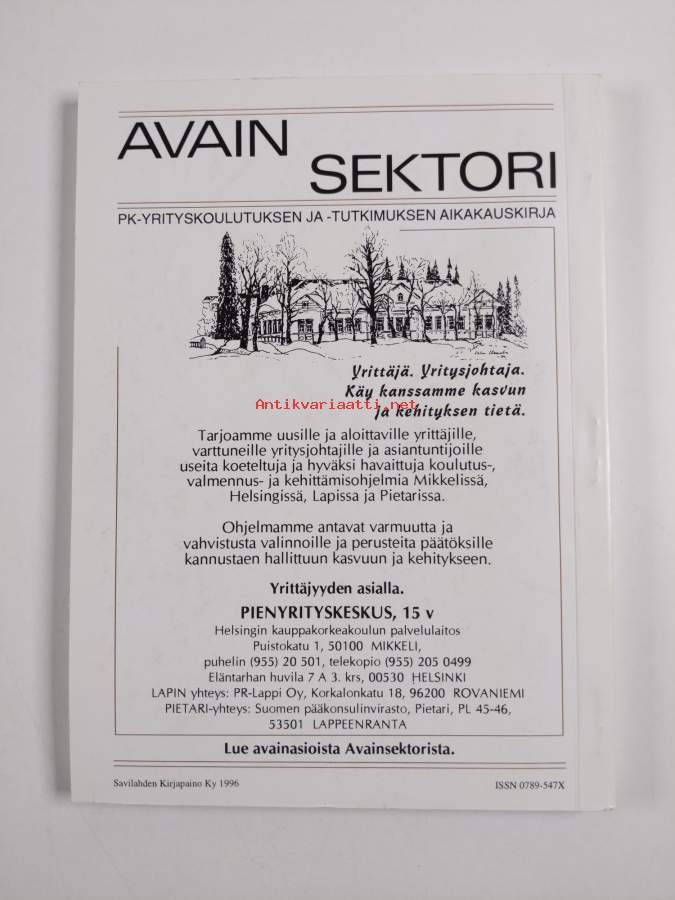 AVAIN
SEKTORI
PK-YRITYSKOULUTUKSEN JA -TUTKIMUKSEN AIKAKAUSKIRJA
Yrittäjä. Yritysjohtaja.
Käy kanssamme kasvun
ja kehityksen tietä.
Antikvariaatti.net
Tarjoamme uusille ja aloittaville yrittäjille,
varttuneille yritysjohtajille ja asiantuntijoille
useita koeteltuja ja hyväksi havaittuja koulutus-,
valmennus- ja kehittämisohjelmia Mikkelissä,
Helsingissä, Lapissa ja Pietarissa.
Ohjelmamme antavat varmuutta ja
vahvistusta valinnoille ja perusteita päätöksille
kannustaen hallittuun kasvuun ja kehitykseen.
Yrittäjyyden asialla.
PIENYRITYSKESKUS, 15 v
Helsingin kauppakorkeakoulun palvelulaitos
Puistokatu 1, 50100 MIKKELI,
puhelin (955) 20 501, telekopio (955) 205 0499
Eläntarhan huvila 7 A 3. krs, 00530 HELSINKI
LAPIN yhteys: PR-Lappi Oy, Korkalonkatu 18, 96200 ROVANIEMI
PIETARI-yhteys: Suomen pääkonsulinvirasto, Pietari, PL 45-46,
53501 LAPPEENRANTA
Lue avainasioista Avainsektorista.
Savilahden Kirjapaino Ky 1996
ISSN 0789-547X